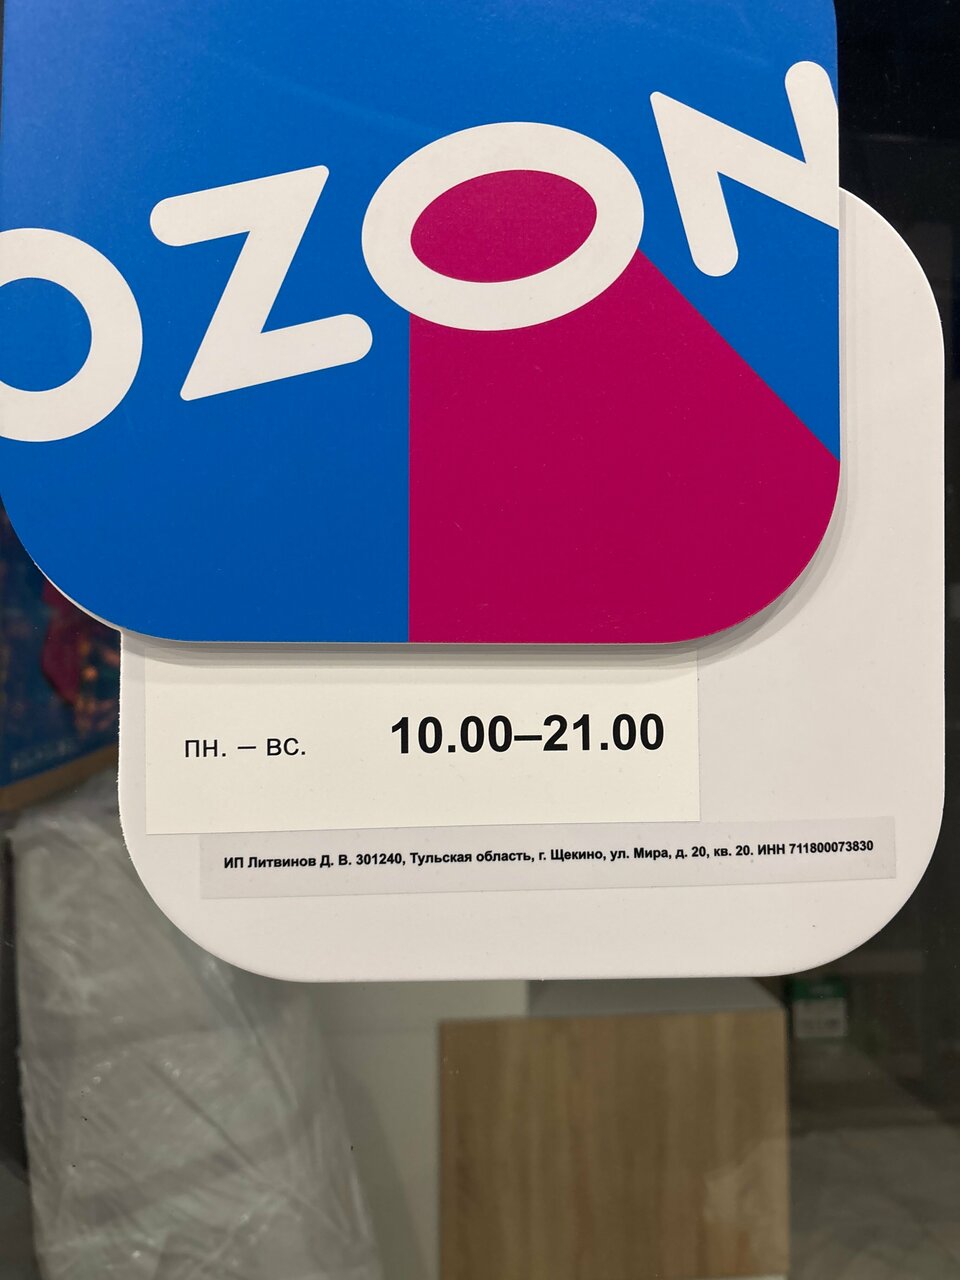 OZON
ПН. – ВС. 10.00–21.00
ИП Литвинов Д. В. 301240, Тульская область, г. Щекино, ул. Мира, д. 20, кв. 20. ИНН 711800073830